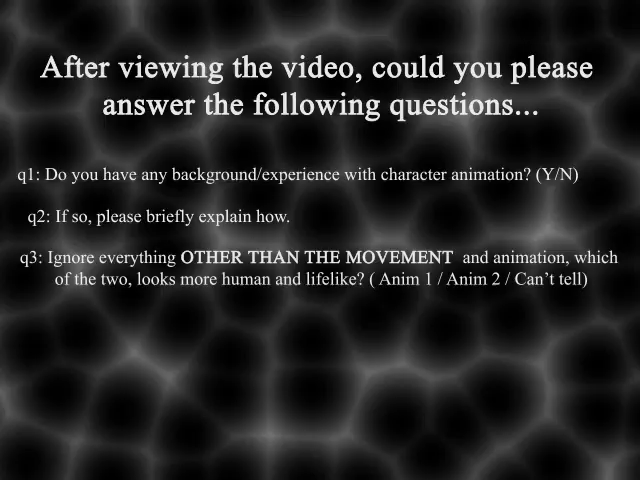 After viewing the video, could you please
answer the following questions...
q1: Do you have any background/experience with character animation? (Y/N)
q2: If so, please briefly explain how.
q3: Ignore everything OTHER THAN THE MOVEMENT and animation, which
of the two, looks more human and lifelike? ( Anim 1 / Anim 2 / Can't tell)